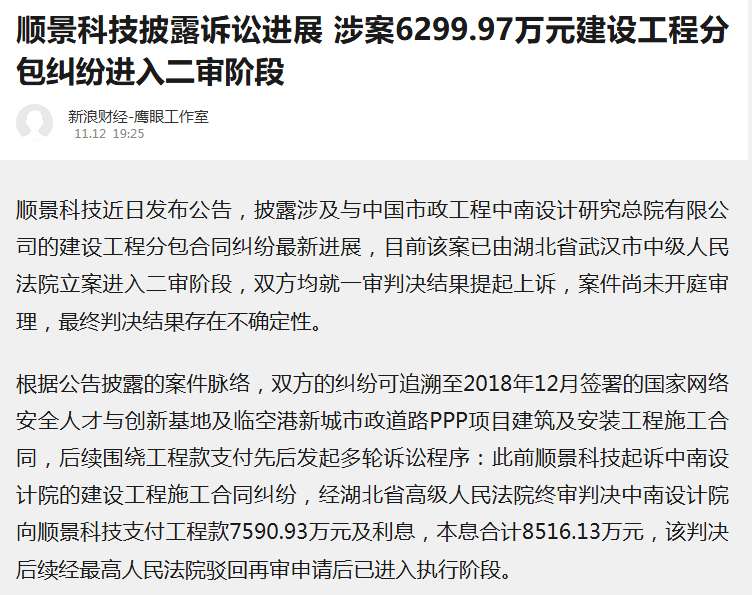 顺景科技披露诉讼进展 涉案6299.97万元建设工程分
包纠纷进入二审阶段
新浪财经-鹰眼工作室
11.12 19:25
顺景科技近日发布公告，披露涉及与中国市政工程中南设计研究总院有限公
司的建设工程分包合同纠纷最新进展，目前该案已由湖北省武汉市中级人民
法院立案进入二审阶段，双方均就一审判决结果提起上诉，案件尚未开庭审
理，最终判决结果存在不确定性。
根据公告披露的案件脉络，双方的纠纷可追溯至2018年12月签署的国家网络
安全人才与创新基地及临空港新城市政道路PPP项目建筑及安装工程施工合
同，后续围绕工程款支付先后发起多轮诉讼程序：此前顺景科技起诉中南设
计院的建设工程施工合同纠纷，经湖北省高级人民法院终审判决中南设计院
向顺景科技支付工程款7590.93万元及利息，本息合计8516.13万元，该判决
后续经最高人民法院驳回再审申请后已进入执行阶段。